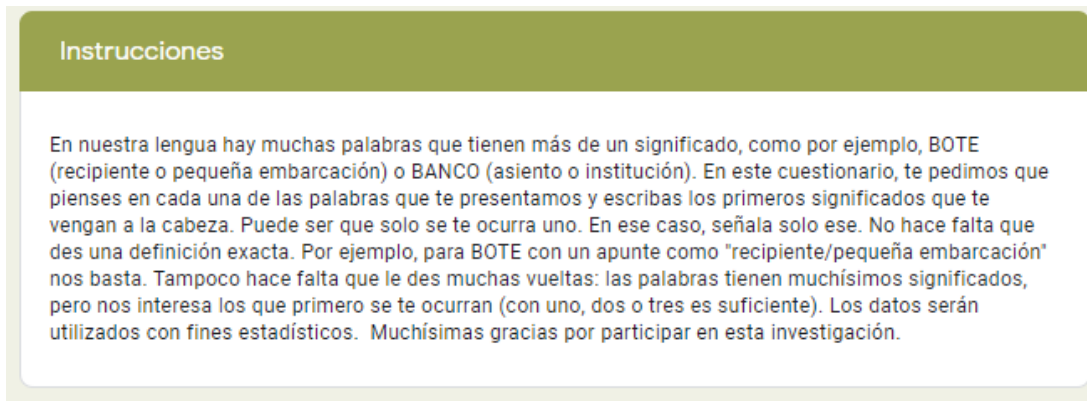 Instrucciones
En nuestra lengua hay muchas palabras que tienen más de un significado, como por ejemplo, BOTE
(recipiente o pequeña embarcación) o BANCO (asiento o institución). En este cuestionario, te pedimos que
pienses en cada una de las palabras que te presentamos y escribas los primeros significados que te
vengan a la cabeza. Puede ser que solo se te ocurra uno. En ese caso, señala solo ese. No hace falta que
des una definición exacta. Por ejemplo, para BOTE con un apunte como "recipiente/pequeña embarcación"
nos basta. Tampoco hace falta que le des muchas vueltas: las palabras tienen muchísimos significados,
pero nos interesa los que primero se te ocurran (con uno, dos o tres es suficiente). Los datos serán
utilizados con fines estadísticos. Muchísimas gracias por participar en esta investigación.